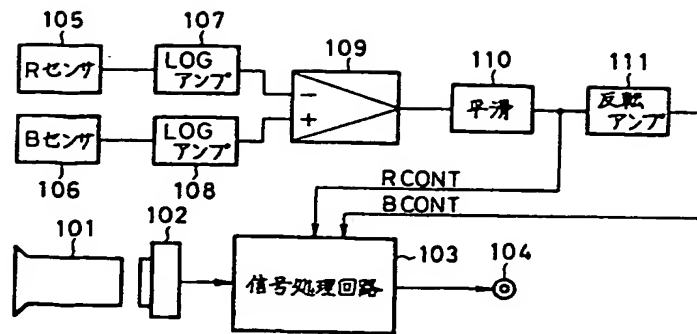 105
107
109
110
111
Rセンサ
LOG
アンプ
−
+
平滑
反転
アンプ
Bセンサ
LOG
アンプ
106
108
R CONT
B CONT
101
102
103
104
信号処理回路